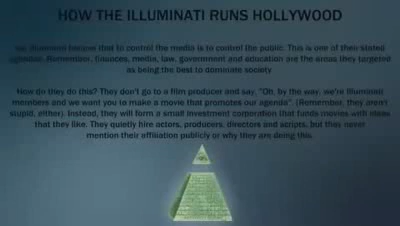 HOW THE ILLUMINATI RUNS HOLLYWOOD
that to control the media is to control the public. This is one of their stated
Remember, finances, media, law, government and education are the areas they targeted
as being the best to dominate society
How do they do this? They don't go to a film producer and say, "Oh, by the way, we're Illuminati
members and we want you to make a movie that promotes our agenda". (Remember, they aren't
stupid, either). Instead, they will form a small investment corporation that funds movies with ideas
that they like. They quietly hire actors, producers, directors and scripts, but they never
mention their affiliation publicly or why they are doing this.